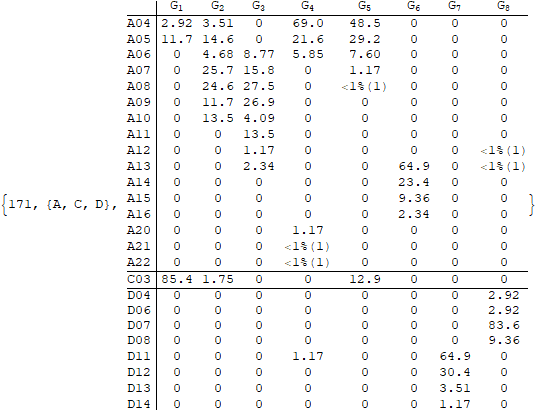 G1 G2 G3 G4 G5 G6 G7 G8
A04 2.92 3.51 0 69.0 48.5 0 0 0
A05 11.7 14.6 0 21.6 29.2 0 0 0
A06 0 4.68 8.77 5.85 7.60 0 0 0
A07 0 25.7 15.8 0 1.17 0 0 0
A08 0 24.6 27.5 0 <1%(1) 0 0 0
A09 0 11.7 26.9 0 0 0 0 0
A10 0 13.5 4.09 0 0 0 0 0
A11 0 0 13.5 0 0 0 0 0
A12 0 0 1.17 0 0 0 0 <1%(1)
A13 0 0 2.34 0 0 64.9 0 <1%(1)
A14 0 0 0 0 0 23.4 0 0
{171, {A, C, D}, A15 0 0 0 0 0 9.36 0 0 }
A16 0 0 0 0 0 2.34 0 0
A20 0 0 0 1.17 0 0 0 0
A21 0 0 0 <1%(1) 0 0 0 0
A22 0 0 0 <1%(1) 0 0 0 0
C03 85.4 1.75 0 0 12.9 0 0 0
D04 0 0 0 0 0 0 0 2.92
D06 0 0 0 0 0 0 0 2.92
D07 0 0 0 0 0 0 0 83.6
D08 0 0 0 0 0 0 0 9.36
D11 0 0 0 1.17 0 0 64.9 0
D12 0 0 0 0 0 0 30.4 0
D13 0 0 0 0 0 0 3.51 0
D14 0 0 0 0 0 0 1.17 0